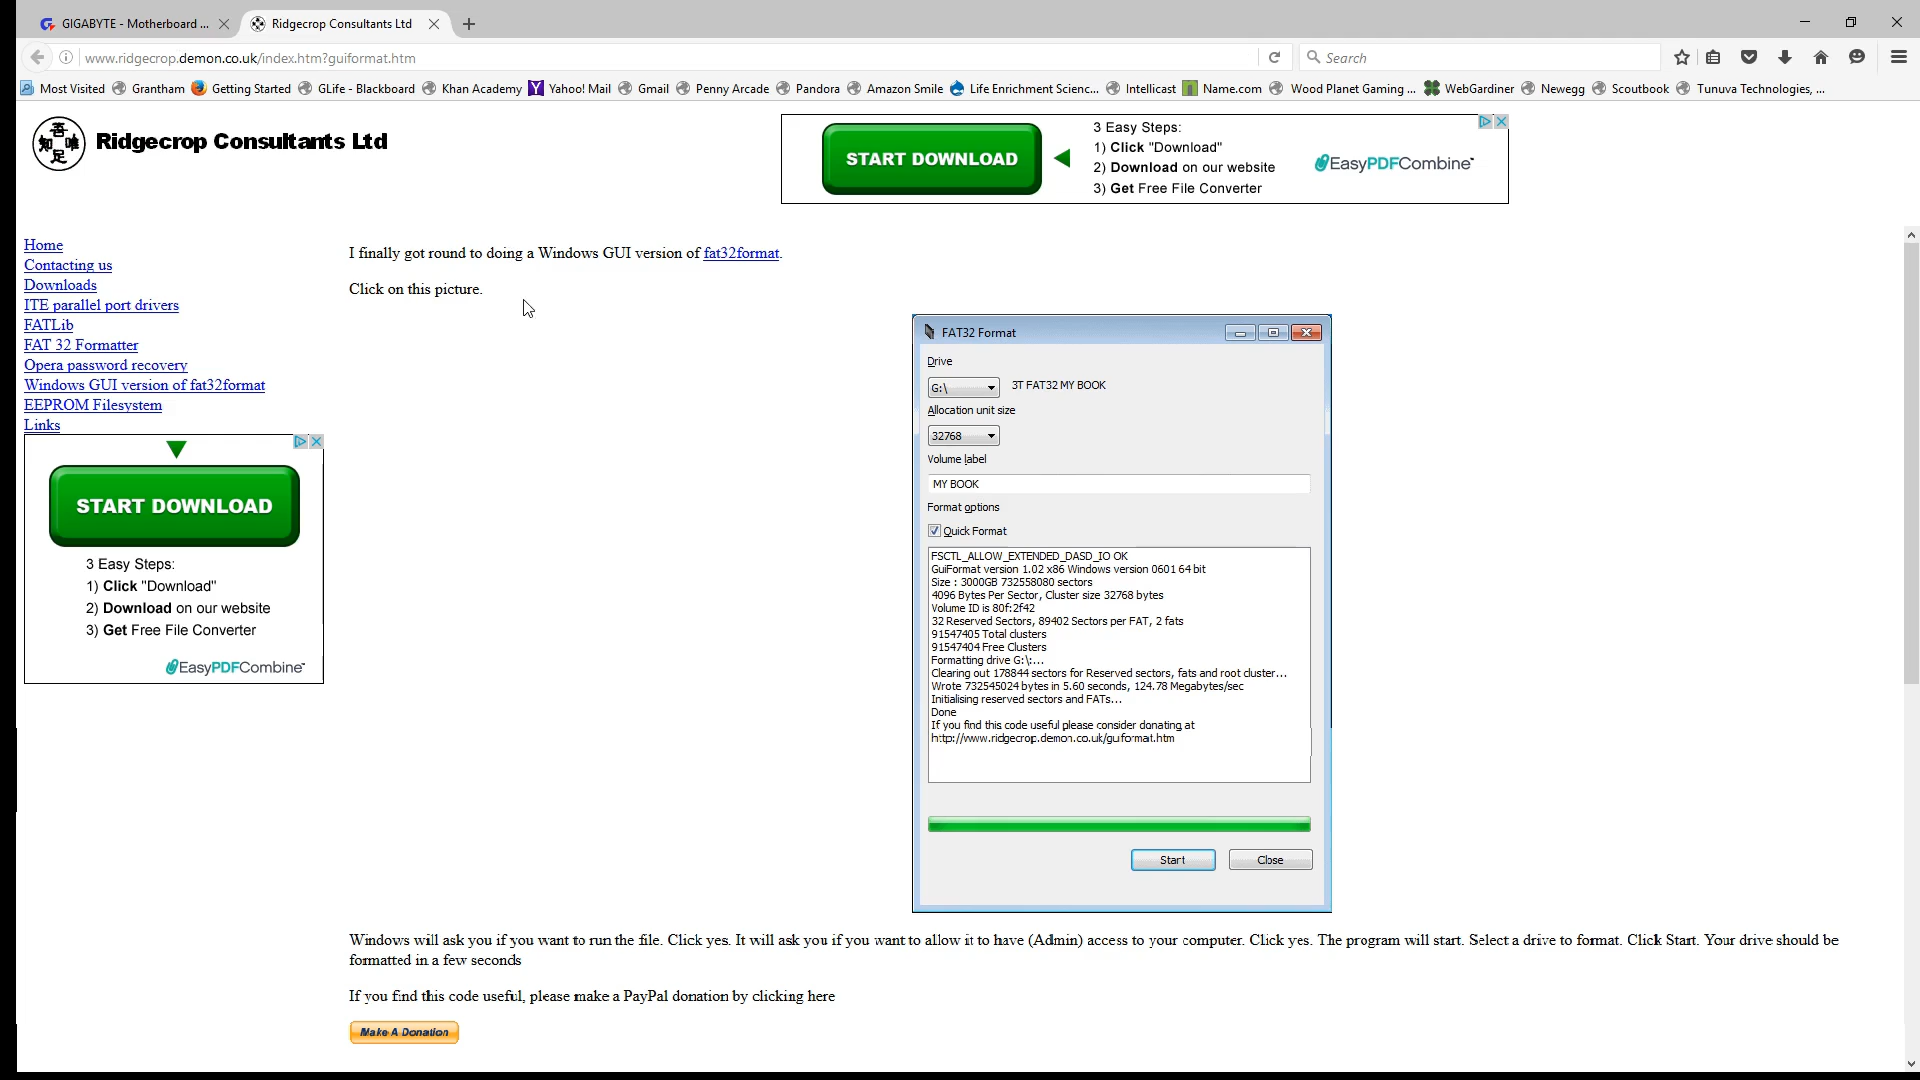 GIGABYTE - Motherboard ...
Ridgecrop Consultants Ltd
www.ridgecrop.demon.co.uk/index.htm?guiformat.htm
Search
Most Visited Grantham Getting Started GLife - Blackboard Khan Academy Yahoo! Mail Gmail Penny Arcade Pandora Amazon Smile Life Enrichment Scienc... Intellicast Name.com Wood Planet Gaming ... WebGardiner Newegg Scoutbook Tunuva Technologies, ...
吾唯足知
Ridgecrop Consultants Ltd
START DOWNLOAD
3 Easy Steps:
1) Click "Download"
2) Download on our website
3) Get Free File Converter
EasyPDFCombine™
Home
Contacting us
Downloads
ITE parallel port drivers
FATLib
FAT 32 Formatter
Opera password recovery
Windows GUI version of fat32format
EEPROM Filesystem
Links
START DOWNLOAD
3 Easy Steps:
1) Click "Download"
2) Download on our website
3) Get Free File Converter
EasyPDFCombine™
I finally got round to doing a Windows GUI version of fat32format.
Click on this picture.
FAT32 Format
Drive
G:\ 3T FAT32 MY BOOK
Allocation unit size
32768
Volume label
MY BOOK
Format options
Quick Format
FSCTL_ALLOW_EXTENDED_DASD_IO OK
GuiFormat version 1.02 x86 Windows version 0601 64 bit
Size : 3000GB 732558080 sectors
4096 Bytes Per Sector, Cluster size 32768 bytes
Volume ID is 80f:2f42
32 Reserved Sectors, 89402 Sectors per FAT, 2 fats
91547405 Total clusters
91547404 Free Clusters
Formatting drive G:\:...
Clearing out 178844 sectors for Reserved sectors, fats and root cluster...
Wrote 732545024 bytes in 5.60 seconds, 124.78 Megabytes/sec
Initialising reserved sectors and FATs...
Done
If you find this code useful please consider donating at
http://www.ridgecrop.demon.co.uk/guiformat.htm
Start
Close
Windows will ask you if you want to run the file. Click yes. It will ask you if you want to allow it to have (Admin) access to your computer. Click yes. The program will start. Select a drive to format. Click Start. Your drive should be
formatted in a few seconds
If you find this code useful, please make a PayPal donation by clicking here
Make A Donation